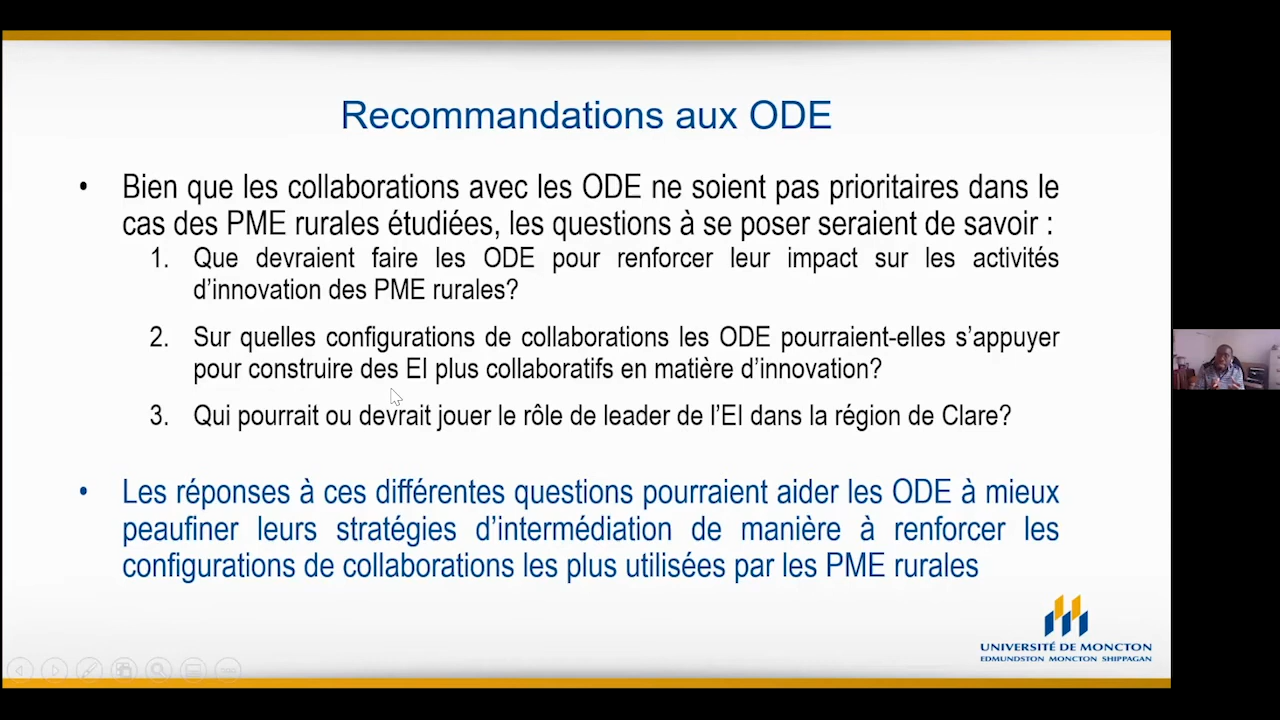 Recommandations aux ODE
• Bien que les collaborations avec les ODE ne soient pas prioritaires dans le
cas des PME rurales étudiées, les questions à se poser seraient de savoir :
1. Que devraient faire les ODE pour renforcer leur impact sur les activités
d’innovation des PME rurales?
2. Sur quelles configurations de collaborations les ODE pourraient-elles s’appuyer
pour construire des EI plus collaboratifs en matière d’innovation?
3. Qui pourrait ou devrait jouer le rôle de leader de l’EI dans la région de Clare?
• Les réponses à ces différentes questions pourraient aider les ODE à mieux
peaufiner leurs stratégies d’intermédiation de manière à renforcer les
configurations de collaborations les plus utilisées par les PME rurales
UNIVERSITÉ DE MONCTON
EDMUNDSTON MONCTON SHIPPAGAN